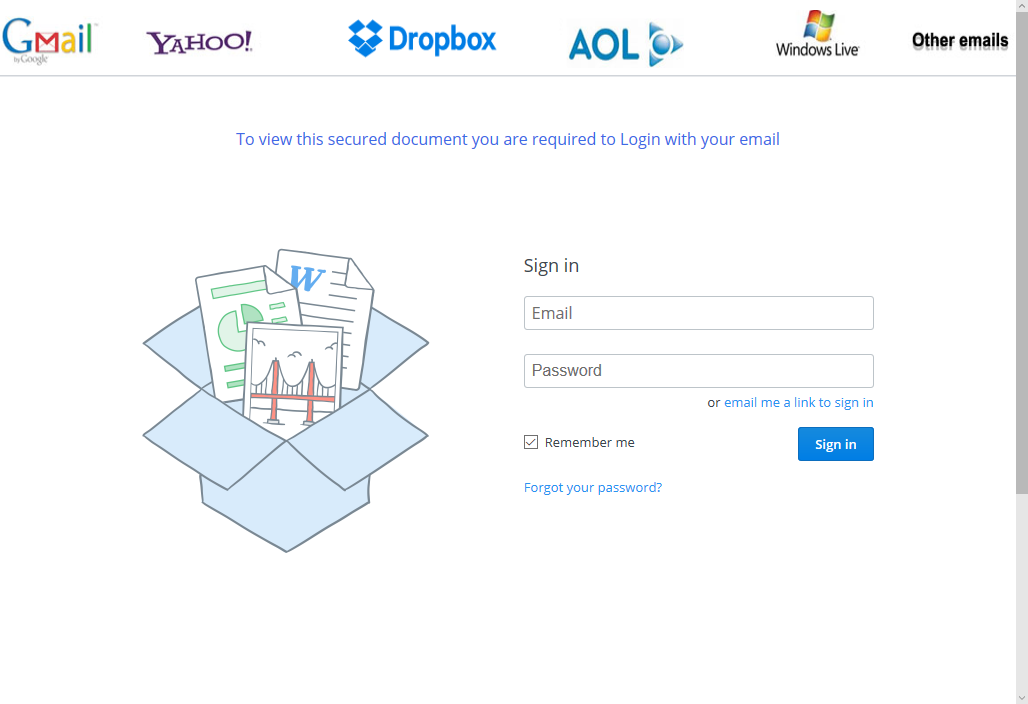 Gmail
by Google
YAHOO!
Dropbox
AOL
Windows Live
Other emails
To view this secured document you are required to Login with your email
W
Sign in
Email
Password
or email me a link to sign in
Remember me
Sign in
Forgot your password?